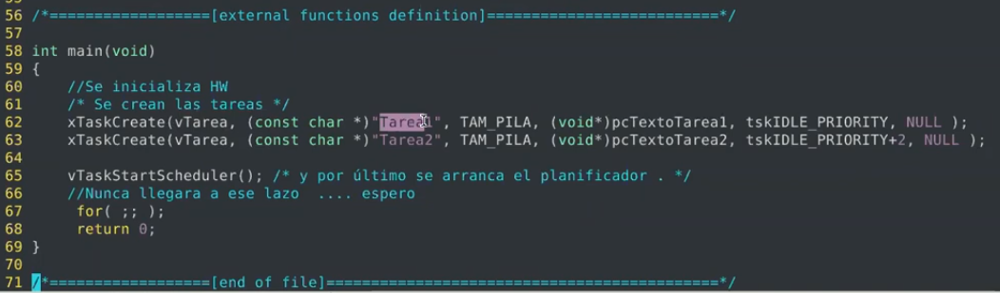 56 /*==================[external functions definition]==========================*/
57
58 int main(void)
59 {
60     //Se inicializa HW
61     /* Se crean las tareas */
62     xTaskCreate(vTarea, (const char *)"Tarea1", TAM_PILA, (void*)pcTextoTarea1, tskIDLE_PRIORITY, NULL );
63     xTaskCreate(vTarea, (const char *)"Tarea2", TAM_PILA, (void*)pcTextoTarea2, tskIDLE_PRIORITY+2, NULL );
64
65     vTaskStartScheduler(); /* y por último se arranca el planificador . */
66     //Nunca llegara a ese lazo  .... espero
67      for( ;; );
68      return 0;
69 }
70
71 /*==================[end of file]============================================*/